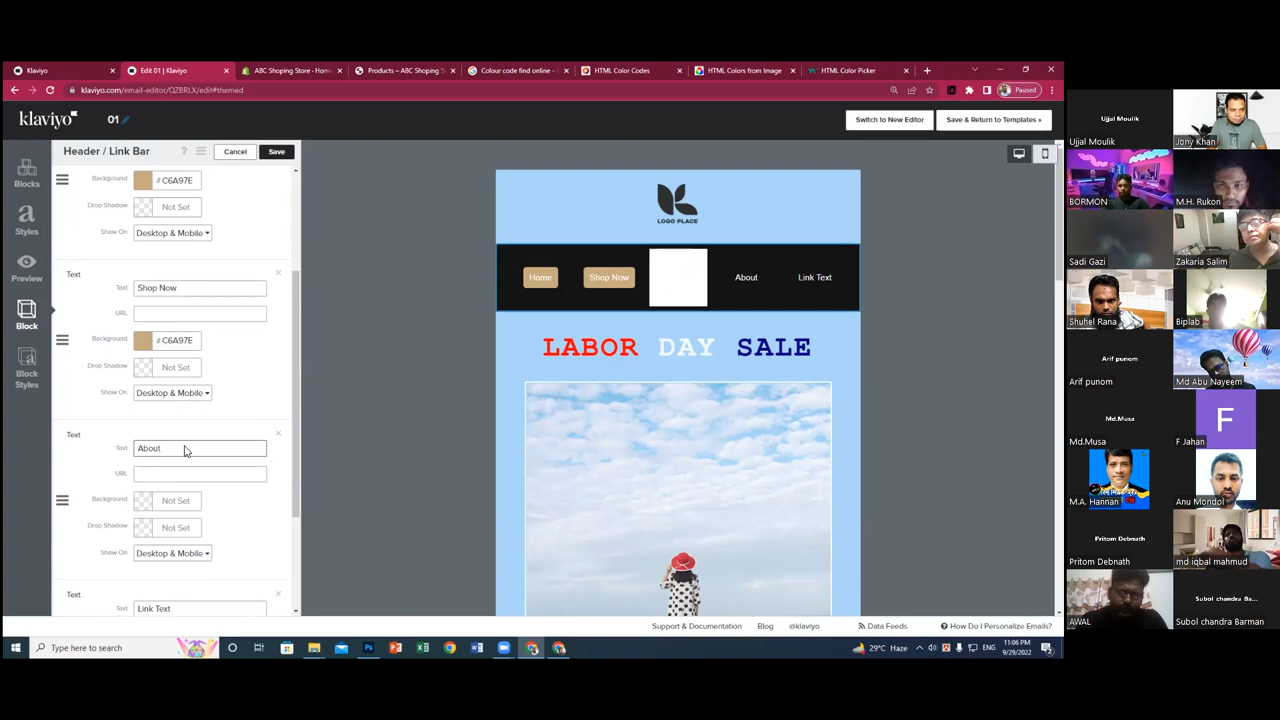 Klaviyo
Edit 01 | Klaviyo
ABC Shoping Store - Hom
Products – ABC Shoping S
Colour code find online -
HTML Color Codes
HTML Colors from Image
HTML Color Picker
klaviyo.com/email-editor/QZBRLX/edit#themed
Paused
klaviyo
01
Switch to New Editor
Save & Return to Templates »
Header / Link Bar
?
Cancel
Save
Blocks
Styles
Preview
Block
Block
Styles
Background
# C6A97E
Drop Shadow
Not Set
Show On
Desktop & Mobile
Text
Text
Shop Now
URL
Background
# C6A97E
Drop Shadow
Not Set
Show On
Desktop & Mobile
Text
Text
About
URL
Background
Not Set
Drop Shadow
Not Set
Show On
Desktop & Mobile
Text
Text
Link Text
LOGO PLACE
Home
Shop Now
About
Link Text
LABOR DAY SALE
Support & Documentation
Blog
@klaviyo
Data Feeds
How Do I Personalize Emails?
Type here to search
29°C Haze
ENG
11:06 PM
9/29/2022
2
Ujjal Moulik
Ujjal Moulik
Jony Khan
BORMON
M.H. Rukon
Sadi Gazi
Zakaria Salim
Shuhel Rana
Biplab
Arif punom
Arif punom
Md Abu Nayeem
Md.Musa
Md.Musa
F
F Jahan
M.A. Hannan
Anu Mondol
Pritom Debnath
Pritom Debnath
md iqbal mahmud
AWAL
Subol chandra Ba...
Subol chandra Barman